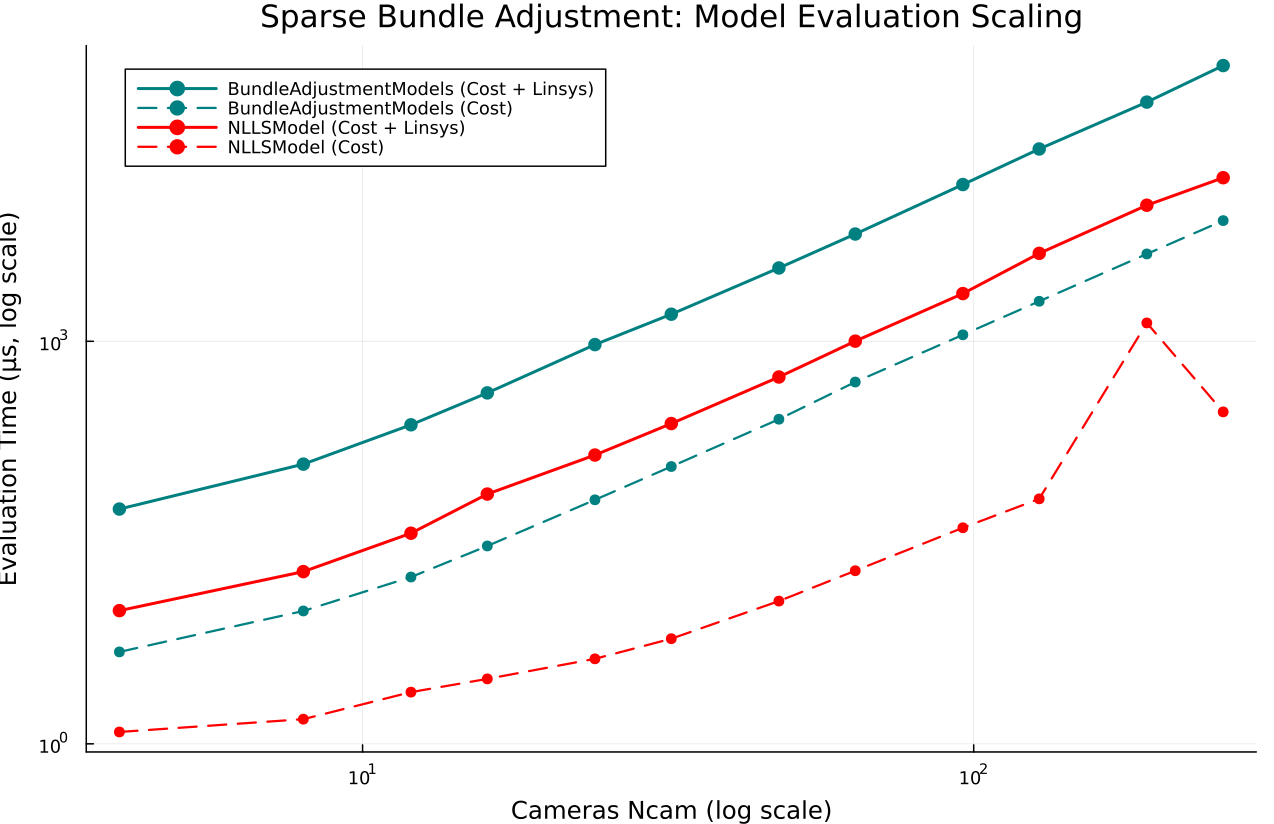 Sparse Bundle Adjustment: Model Evaluation Scaling
BundleAdjustmentModels (Cost + Linsys)
BundleAdjustmentModels (Cost)
NLLSModel (Cost + Linsys)
NLLSModel (Cost)
Evaluation Time (μs, log scale)
10³
10⁰
10¹
10²
Cameras Ncam (log scale)